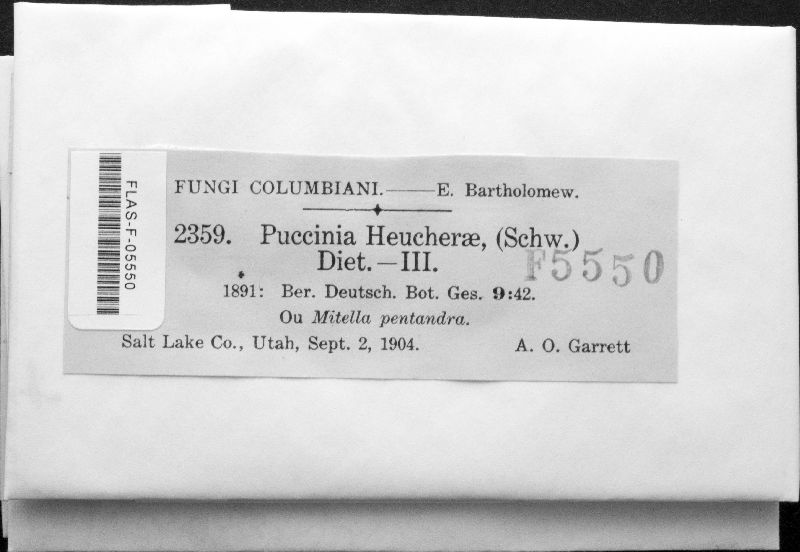 FUNGI COLUMBIANI.——E. Bartholomew.
2359. Puccinia Heucheræ, (Schw.)
Diet.—III.
F5550
1891: Ber. Deutsch. Bot. Ges. 9:42.
Ou Mitella pentandra.
Salt Lake Co., Utah, Sept. 2, 1904. A. O. Garrett
FLAS-F-05550